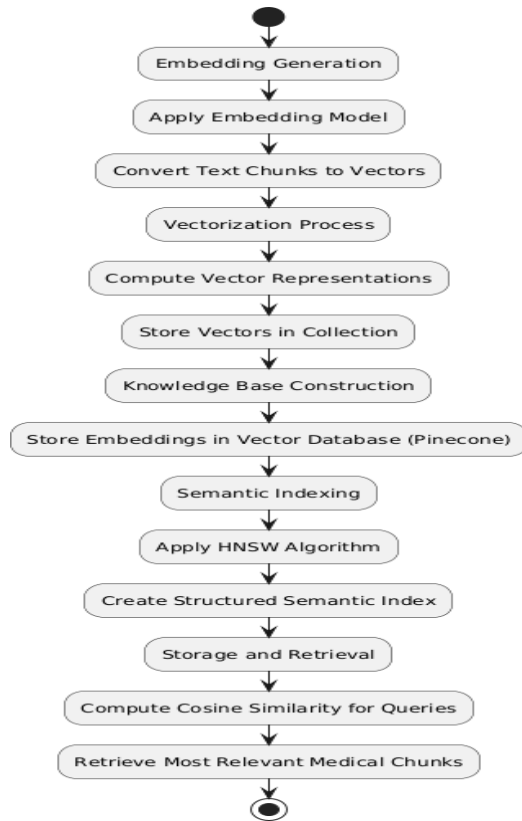 Embedding Generation
Apply Embedding Model
Convert Text Chunks to Vectors
Vectorization Process
Compute Vector Representations
Store Vectors in Collection
Knowledge Base Construction
Store Embeddings in Vector Database (Pinecone)
Semantic Indexing
Apply HNSW Algorithm
Create Structured Semantic Index
Storage and Retrieval
Compute Cosine Similarity for Queries
Retrieve Most Relevant Medical Chunks